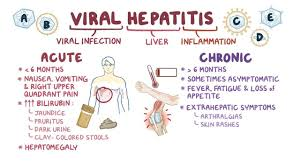 A
B
VIRAL HEPATITIS
C
D
E
VIRAL INFECTION
LIVER
INFLAMMATION
ACUTE
* < 6 MONTHS
* NAUSEA, VOMITING
& RIGHT UPPER
QUADRANT PAIN
* ↑↑↑ BILIRUBIN:
↳ JAUNDICE
↳ PRURITUS
↳ DARK URINE
↳ CLAY-COLORED STOOLS
* HEPATOMEGALY
CHRONIC
* > 6 MONTHS
* SOMETIMES ASYMPTOMATIC
* FEVER, FATIGUE & LOSS of
APPETITE
* EXTRAHEPATIC SYMPTOMS
↳ ARTHRALGIAS
↳ SKIN RASHES